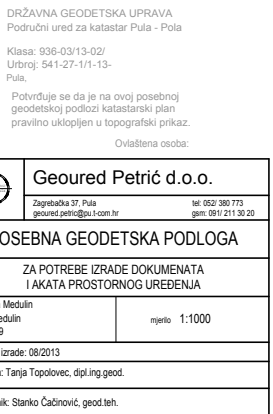 DRŽAVNA GEODETSKA UPRAVA
Područni ured za katastar Pula - Pola
Klasa: 936-03/13-02/
Urbroj: 541-27-1/1-13-
Pula,
Potvrđuje se da je na ovoj posebnoj
geodetskoj podlozi katastarski plan
pravilno uklopljen u topografski prikaz.
Ovlaštena osoba:
Geoured Petrić d.o.o.
Zagrebačka 37, Pula tel: 052/ 380 773
geoured.petric@pu.t-com.hr gsm: 091/ 211 30 20
OSEBNA GEODETSKA PODLOGA
ZA POTREBE IZRADE DOKUMENATA
I AKATA PROSTORNOG UREĐENJA
Medulin
edulin
9
mjerilo 1:1000
izrade: 08/2013
: Tanja Topolovec, dipl.ing.geod.
nik: Stanko Čačinović, geod.teh.